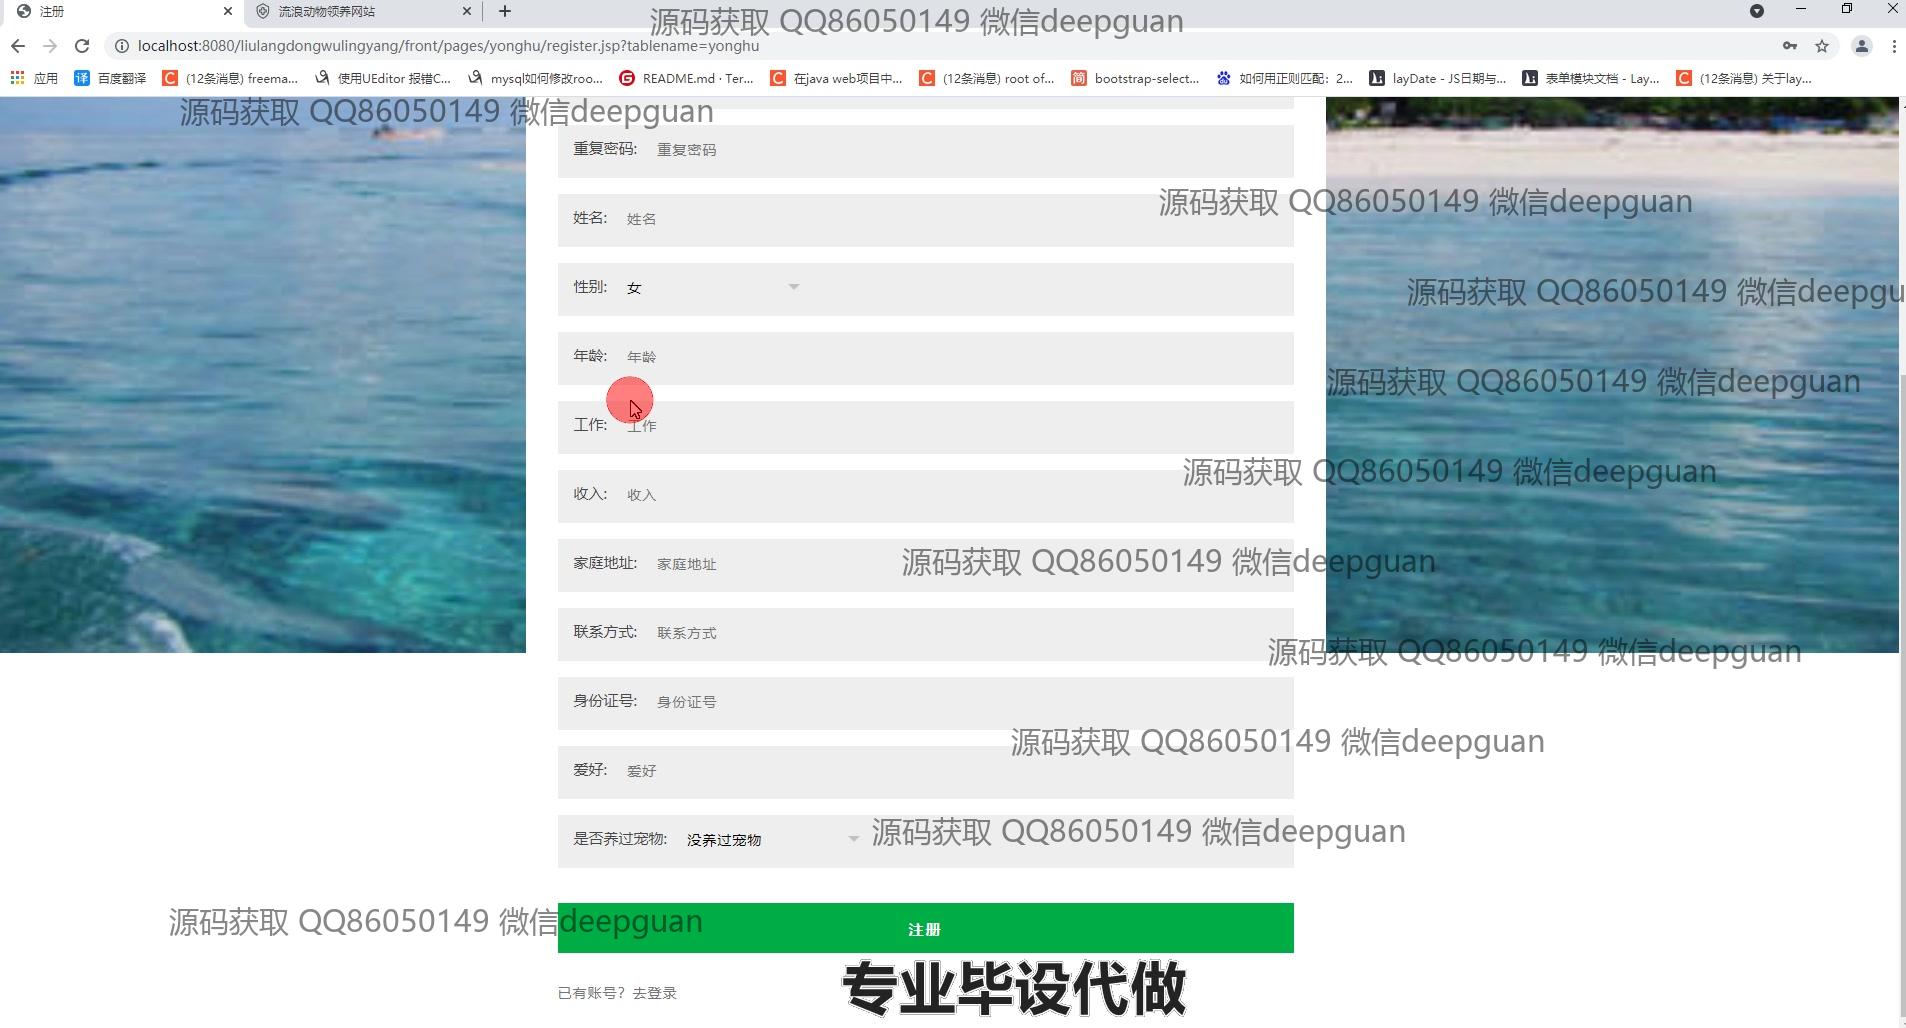 注册
流浪动物领养网站
源码获取 QQ86050149 微信deepguan
localhost:8080/liulangdongwulingyang/front/pages/yonghu/register.jsp?tablename=yonghu
应用
百度翻译
(12条消息) freema...
使用UEditor 报错C...
mysql如何修改roo...
README.md · Ter...
在java web项目中...
(12条消息) root of...
bootstrap-select...
如何用正则匹配：2...
layDate - JS日期与...
表单模块文档 - Lay...
(12条消息) 关于lay...
源码获取 QQ86050149 微信deepguan
重复密码: 重复密码
源码获取 QQ86050149 微信deepguan
姓名: 姓名
性别: 女
源码获取 QQ86050149 微信deepgu
年龄: 年龄
源码获取 QQ86050149 微信deepguan
工作: 工作
源码获取 QQ86050149 微信deepguan
收入: 收入
家庭地址: 家庭地址
源码获取 QQ86050149 微信deepguan
联系方式: 联系方式
源码获取 QQ86050149 微信deepguan
身份证号: 身份证号
源码获取 QQ86050149 微信deepguan
爱好: 爱好
是否养过宠物: 没养过宠物
源码获取 QQ86050149 微信deepguan
源码获取 QQ86050149 微信deepguan
注册
已有账号？去登录
专业毕设代做